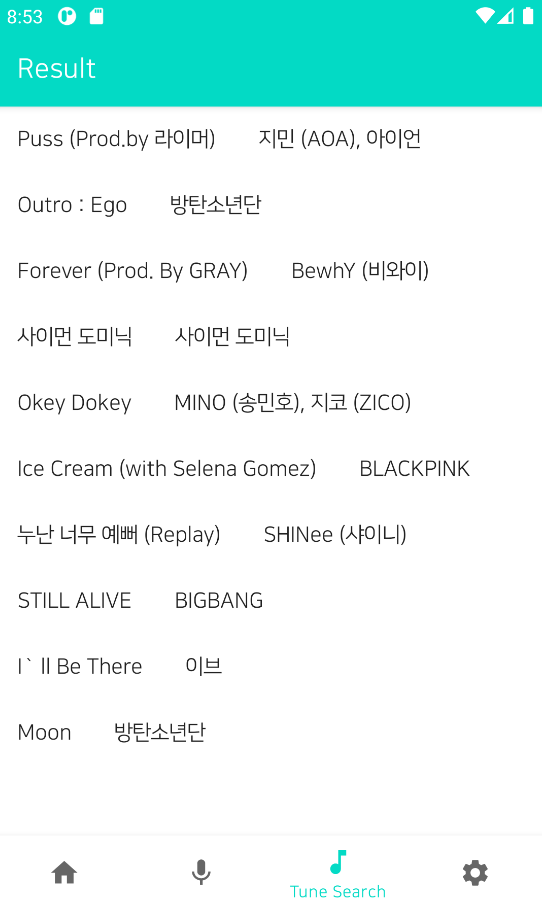 8:53
Result
Puss (Prod.by 라이머) 지민 (AOA), 아이언
Outro : Ego 방탄소년단
Forever (Prod. By GRAY) BewhY (비와이)
사이먼 도미닉 사이먼 도미닉
Okey Dokey MINO (송민호), 지코 (ZICO)
Ice Cream (with Selena Gomez) BLACKPINK
누난 너무 예뻐 (Replay) SHINee (샤이니)
STILL ALIVE BIGBANG
I` ll Be There 이브
Moon 방탄소년단
Tune Search